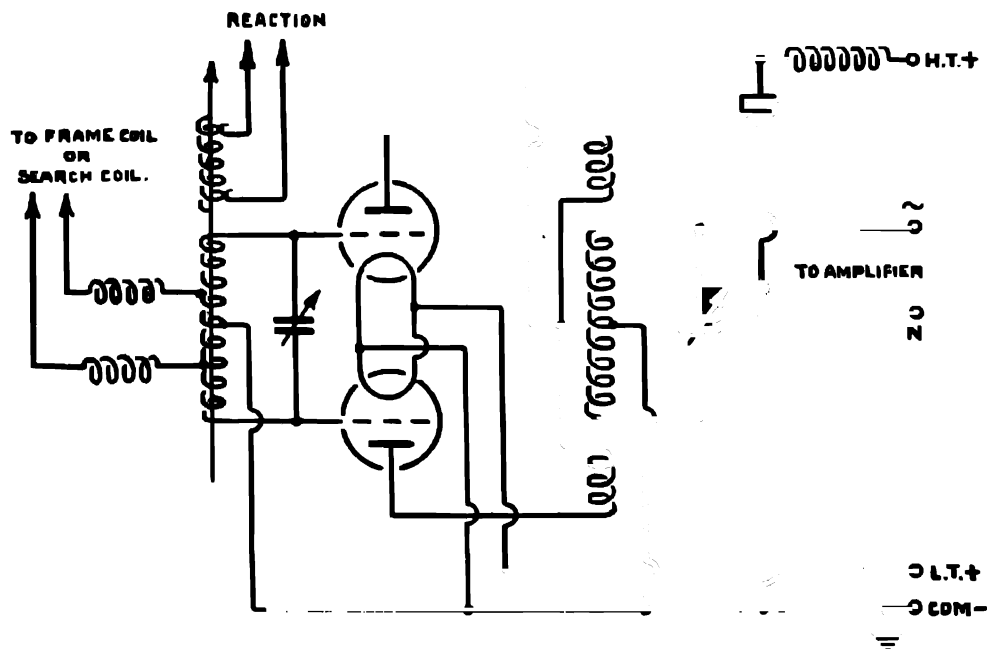 REACTION
H.T.+
TO FRAME COIL
OR
SEARCH COIL.
~
TO AMPLIFIER
N
L.T.+
COM-